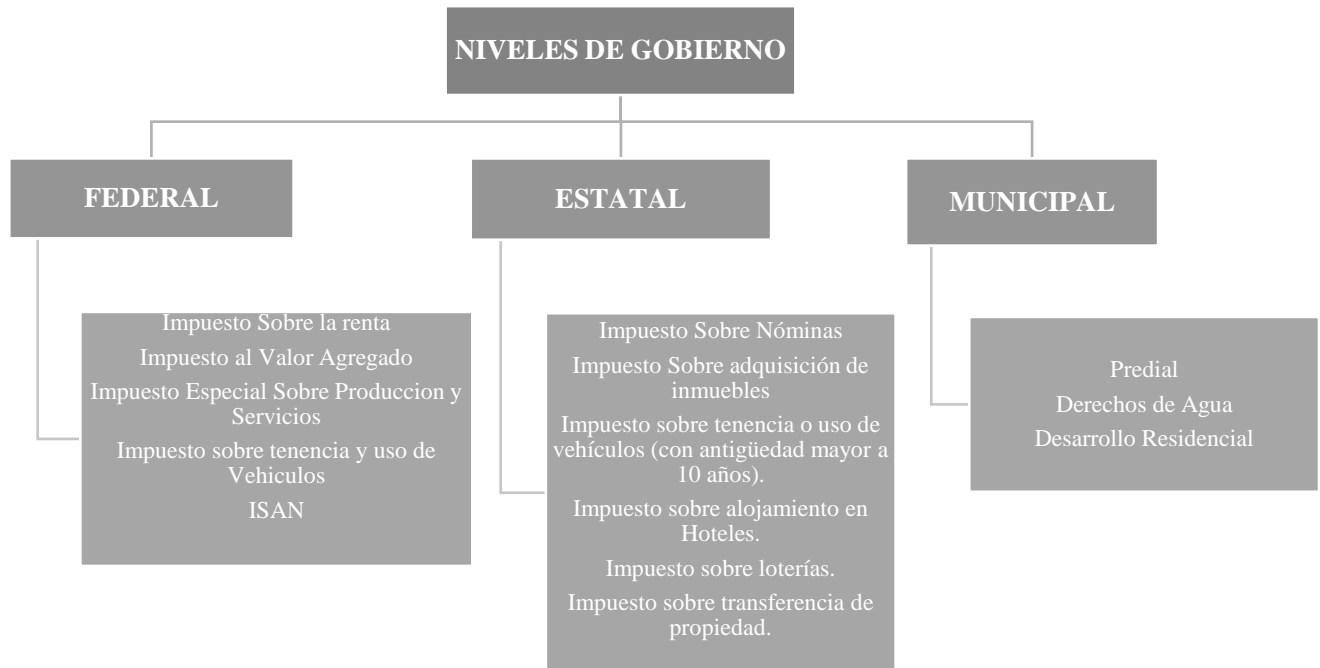 NIVELES DE GOBIERNO
FEDERAL
Impuesto Sobre la renta
Impuesto al Valor Agregado
Impuesto Especial Sobre Produccion y
Servicios
Impuesto sobre tenencia y uso de
Vehiculos
ISAN
ESTATAL
Impuesto Sobre Nóminas
Impuesto Sobre adquisición de
inmuebles
Impuesto sobre tenencia o uso de
vehículos (con antigüedad mayor a
10 años).
Impuesto sobre alojamiento en
Hoteles.
Impuesto sobre loterías.
Impuesto sobre transferencia de
propiedad.
MUNICIPAL
Predial
Derechos de Agua
Desarrollo Residencial